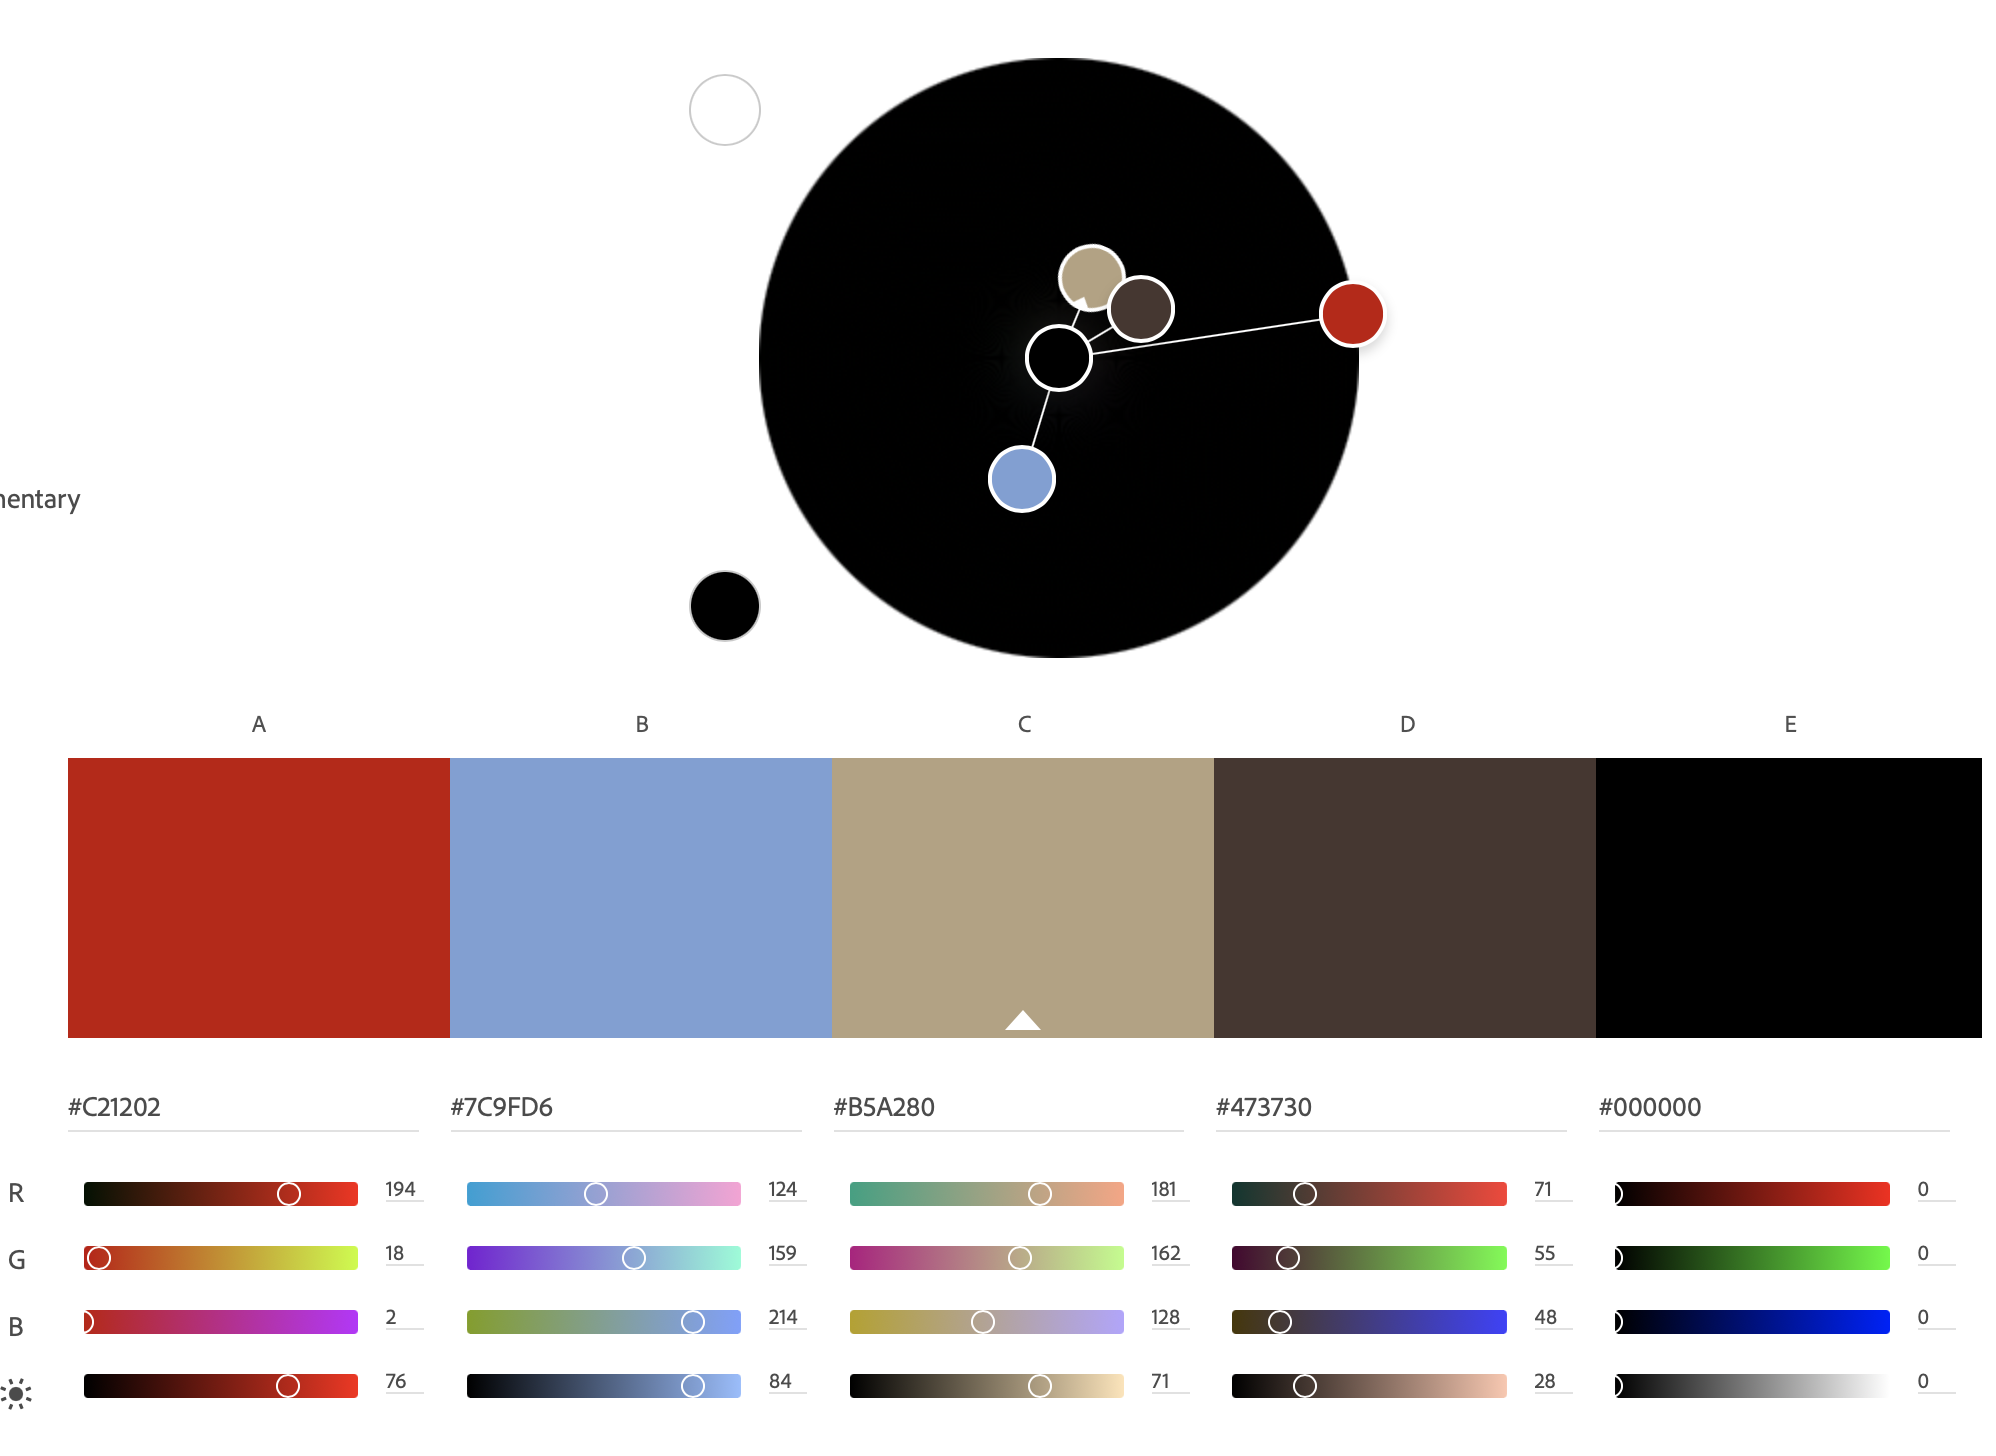 A B C D E
#C21202 #7C9FD6 #B5A280 #473730 #000000
R 194 124 181 71 0
G 18 159 162 55 0
B 2 214 128 48 0
76 84 71 28 0